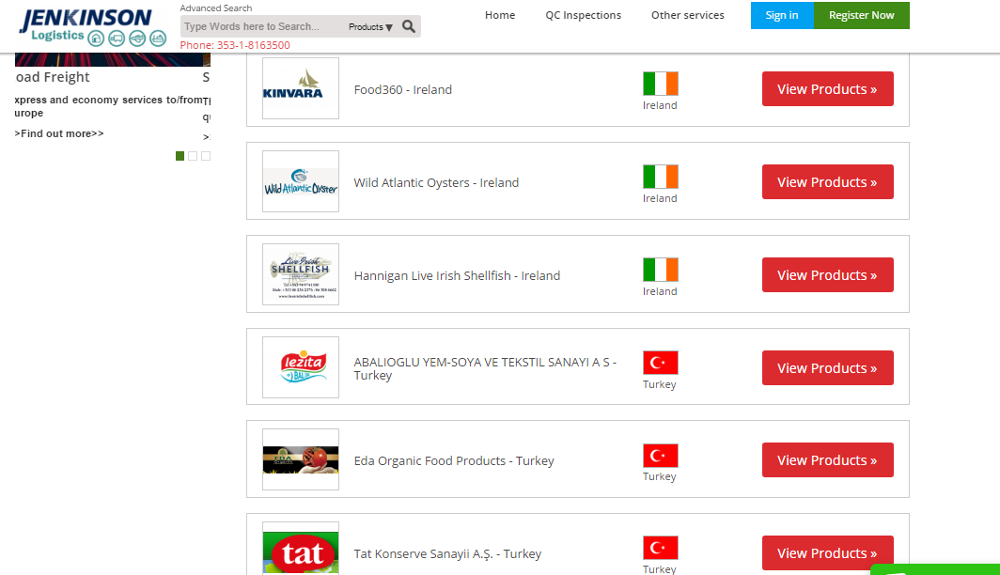 Advanced Search
JENKINSON
Logistics
Type Words here to Search...
Products ▼
Phone: 353-1-8163500
Home
QC Inspections
Other services
Sign in
Register Now
oad Freight
S
xpress and economy services to/from
urope
q
>Find out more>>
>
KINVARA
Food360 - Ireland
Ireland
View Products »
Wild Atlantic Oyster
Wild Atlantic Oysters - Ireland
Ireland
View Products »
Live Irish
SHELLFISH
Hannigan Live Irish Shellfish - Ireland
Ireland
View Products »
lezita
BALIK
ABALIOGLU YEM-SOYA VE TEKSTIL SANAYI A S -
Turkey
Turkey
View Products »
EDA
Eda Organic Food Products - Turkey
Turkey
View Products »
tat
Tat Konserve Sanayii A.Ş. - Turkey
Turkey
View Products »